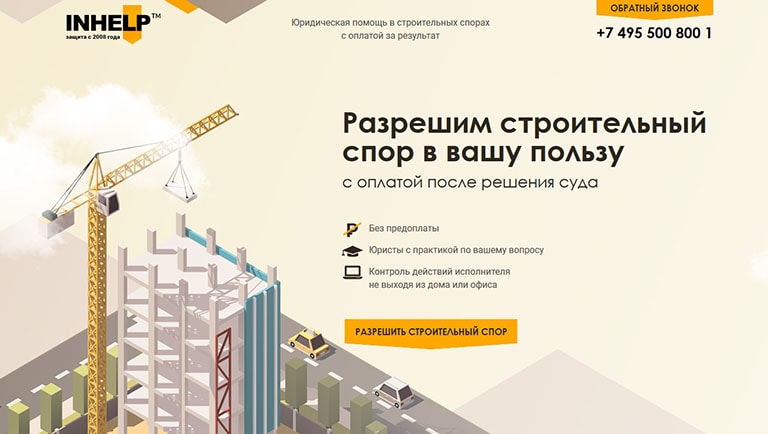 INHELP™
защита с 2008 года
Юридическая помощь в строительных спорах
с оплатой за результат
ОБРАТНЫЙ ЗВОНОК
+7 495 500 800 1
Разрешим строительный
спор в вашу пользу
с оплатой после решения суда
Без предоплаты
Юристы с практикой по вашему вопросу
Контроль действий исполнителя
не выходя из дома или офиса
РАЗРЕШИТЬ СТРОИТЕЛЬНЫЙ СПОР